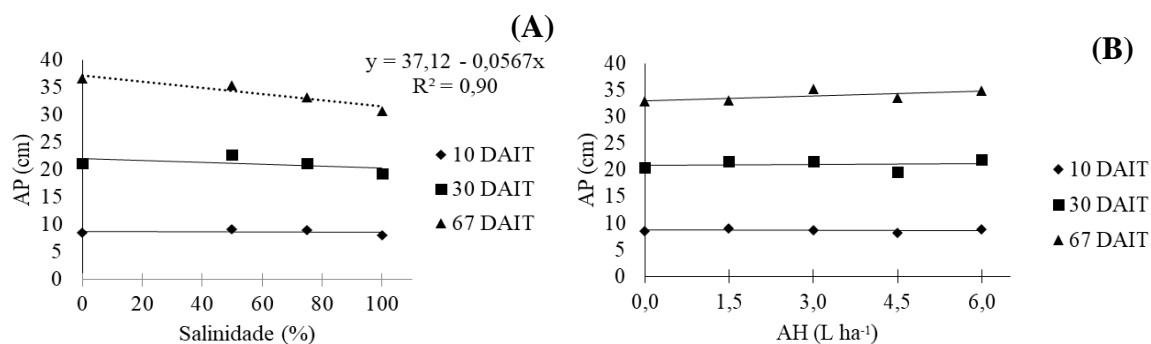 (A)
y = 37,12 - 0,0567x
R² = 0,90
40
35
30
25
20
15
10
5
0
AP (cm)
0 20 40 60 80 100
Salinidade (%)
10 DAIT
30 DAIT
67 DAIT
(B)
40
35
30
25
20
15
10
5
0
AP (cm)
0,0 1,5 3,0 4,5 6,0
AH (L ha⁻¹)
10 DAIT
30 DAIT
67 DAIT